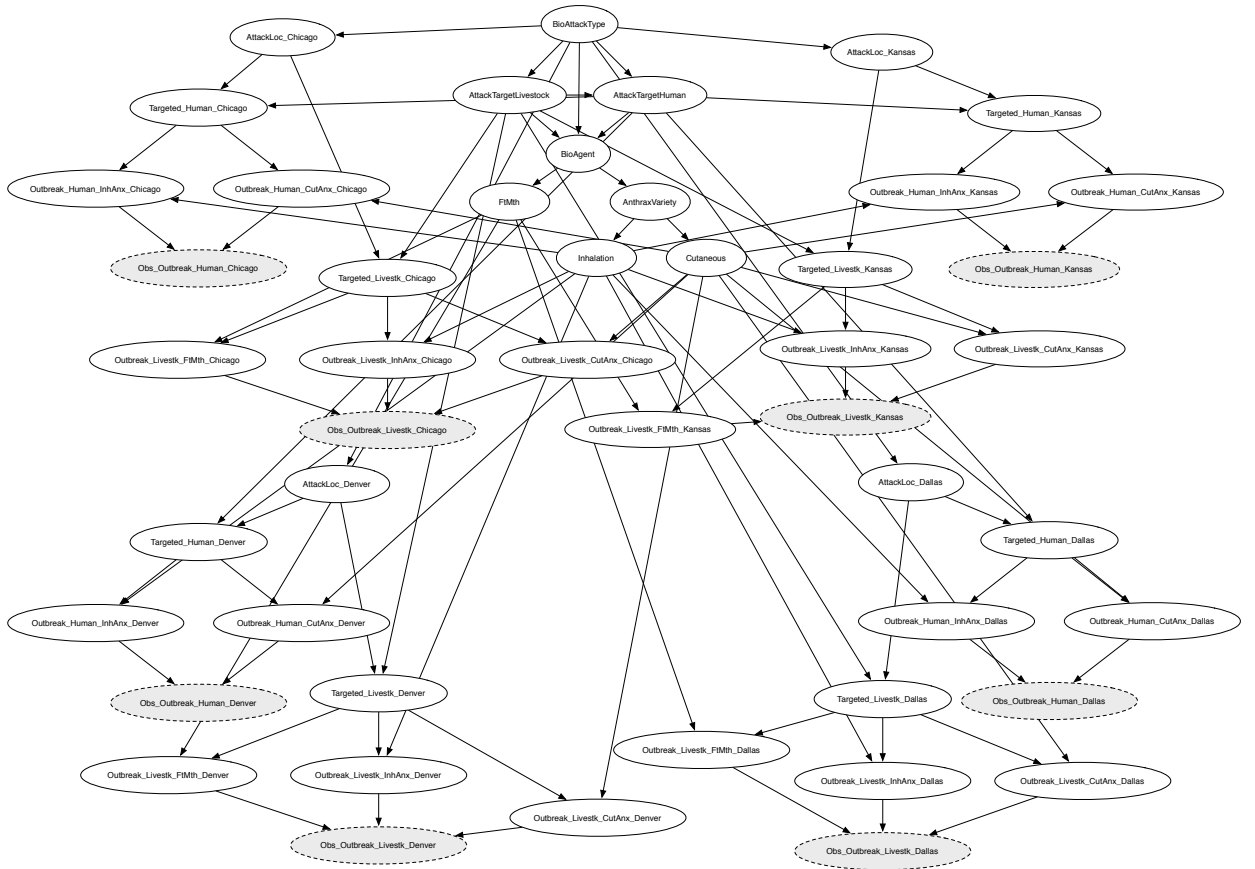 BioAttackType
AttackLoc_Chicago
AttackLoc_Kansas
AttackTargetLivestock
AttackTargetHuman
Targeted_Human_Chicago
Targeted_Human_Kansas
BioAgent
Outbreak_Human_InhAnx_Chicago
Outbreak_Human_CutAnx_Chicago
FtMth
AnthraxVariety
Outbreak_Human_InhAnx_Kansas
Outbreak_Human_CutAnx_Kansas
Obs_Outbreak_Human_Chicago
Inhalation
Cutaneous
Targeted_Livestk_Kansas
Obs_Outbreak_Human_Kansas
Targeted_Livestk_Chicago
Outbreak_Livestk_FtMth_Chicago
Outbreak_Livestk_InhAnx_Chicago
Outbreak_Livestk_CutAnx_Chicago
Outbreak_Livestk_InhAnx_Kansas
Outbreak_Livestk_CutAnx_Kansas
Obs_Outbreak_Livestk_Chicago
Outbreak_Livestk_FtMth_Kansas
Obs_Outbreak_Livestk_Kansas
AttackLoc_Denver
AttackLoc_Dallas
Targeted_Human_Denver
Targeted_Human_Dallas
Outbreak_Human_InhAnx_Denver
Outbreak_Human_CutAnx_Denver
Outbreak_Human_InhAnx_Dallas
Outbreak_Human_CutAnx_Dallas
Obs_Outbreak_Human_Denver
Targeted_Livestk_Denver
Targeted_Livestk_Dallas
Obs_Outbreak_Human_Dallas
Outbreak_Livestk_FtMth_Denver
Outbreak_Livestk_InhAnx_Denver
Outbreak_Livestk_FtMth_Dallas
Outbreak_Livestk_InhAnx_Dallas
Outbreak_Livestk_CutAnx_Dallas
Outbreak_Livestk_CutAnx_Denver
Obs_Outbreak_Livestk_Denver
Obs_Outbreak_Livestk_Dallas